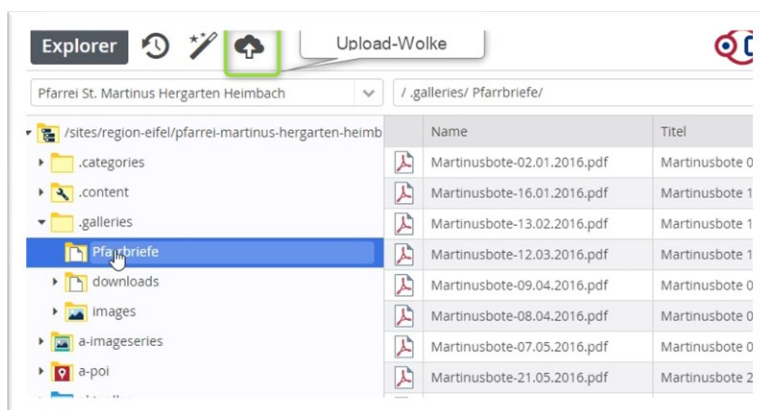 Explorer
Upload-Wolke
Pfarrei St. Martinus Hergarten Heimbach
/ .galleries/ Pfarrbriefe/
/sites/region-eifel/pfarrei-martinus-hergarten-heimb
Name Titel
.categories
Martinusbote-02.01.2016.pdf Martinusbote 0
.content
Martinusbote-16.01.2016.pdf Martinusbote 1
.galleries
Martinusbote-13.02.2016.pdf Martinusbote 1
Pfarrbriefe
Martinusbote-12.03.2016.pdf Martinusbote 1
downloads
Martinusbote-09.04.2016.pdf Martinusbote 0
images
Martinusbote-08.04.2016.pdf Martinusbote 0
a-imageseries
Martinusbote-07.05.2016.pdf Martinusbote 0
a-poi
Martinusbote-21.05.2016.pdf Martinusbote 2